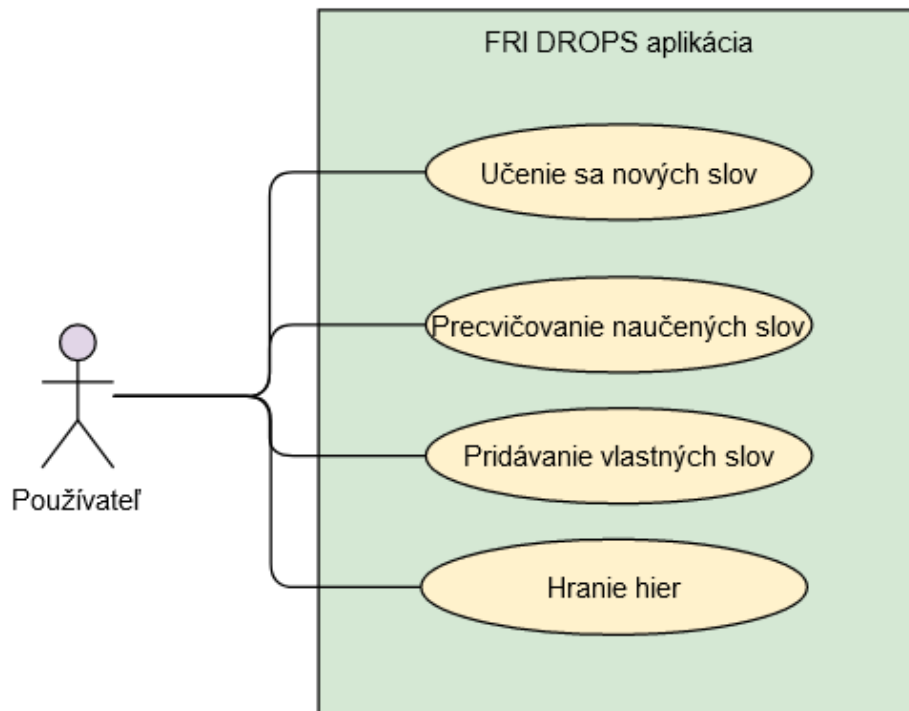 FRI DROPS aplikácia
Učenie sa nových slov
Precvičovanie naučených slov
Pridávanie vlastných slov
Používateľ
Hranie hier